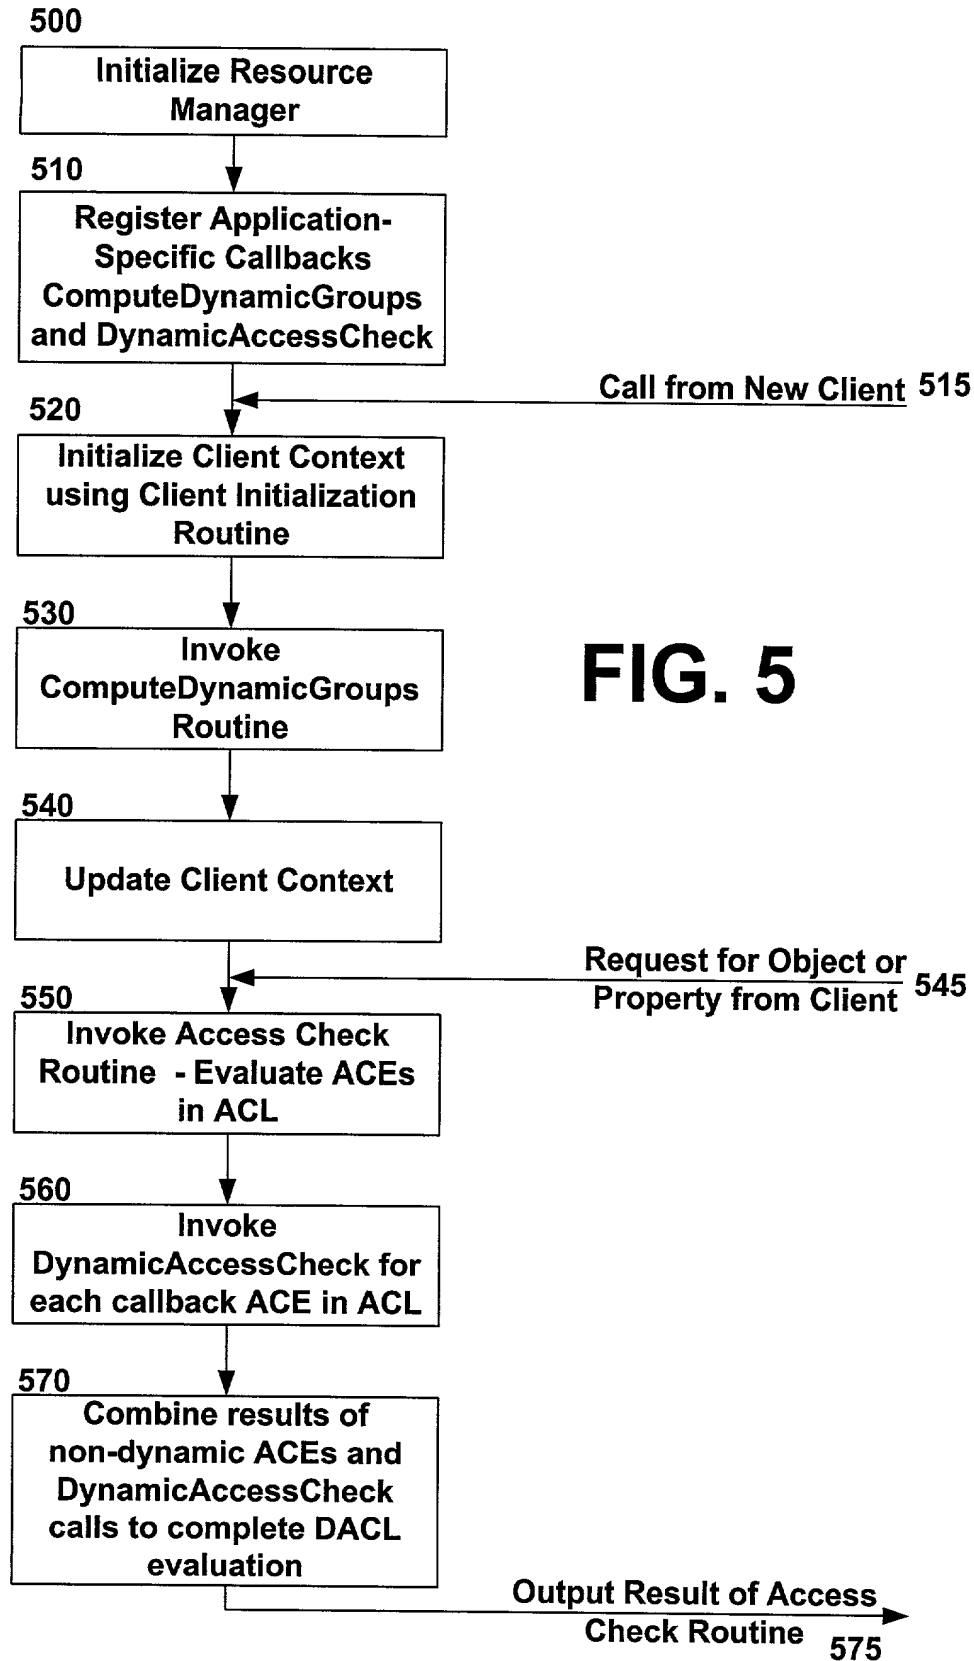 500
Initialize Resource
Manager
510
Register Application-
Specific Callbacks
ComputeDynamicGroups
and DynamicAccessCheck
Call from New Client 515
520
Initialize Client Context
using Client Initialization
Routine
530
Invoke
ComputeDynamicGroups
Routine
FIG. 5
540
Update Client Context
Request for Object or
Property from Client 545
550
Invoke Access Check
Routine - Evaluate ACEs
in ACL
560
Invoke
DynamicAccessCheck for
each callback ACE in ACL
570
Combine results of
non-dynamic ACEs and
DynamicAccessCheck
calls to complete DACL
evaluation
Output Result of Access
Check Routine 575